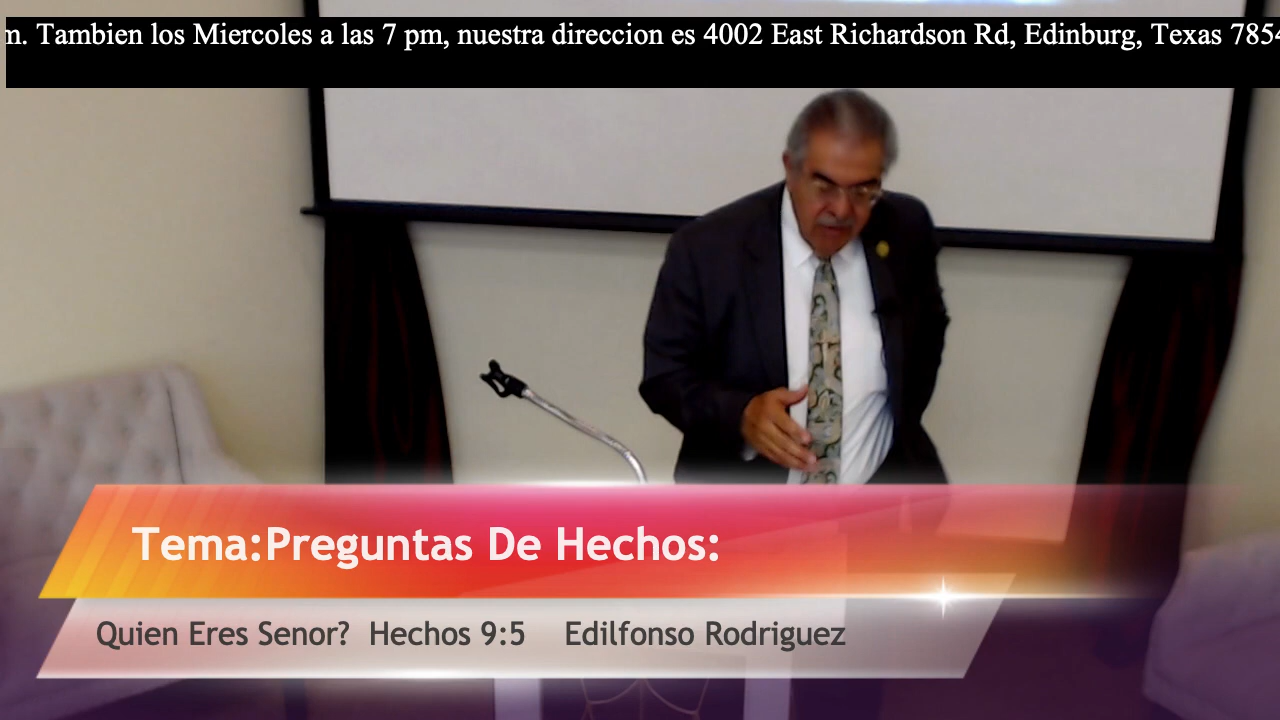 m. Tambien los Miercoles a las 7 pm, nuestra direccion es 4002 East Richardson Rd, Edinburg, Texas 7854
Tema:Preguntas De Hechos:
Quien Eres Senor? Hechos 9:5 Edilfonso Rodriguez